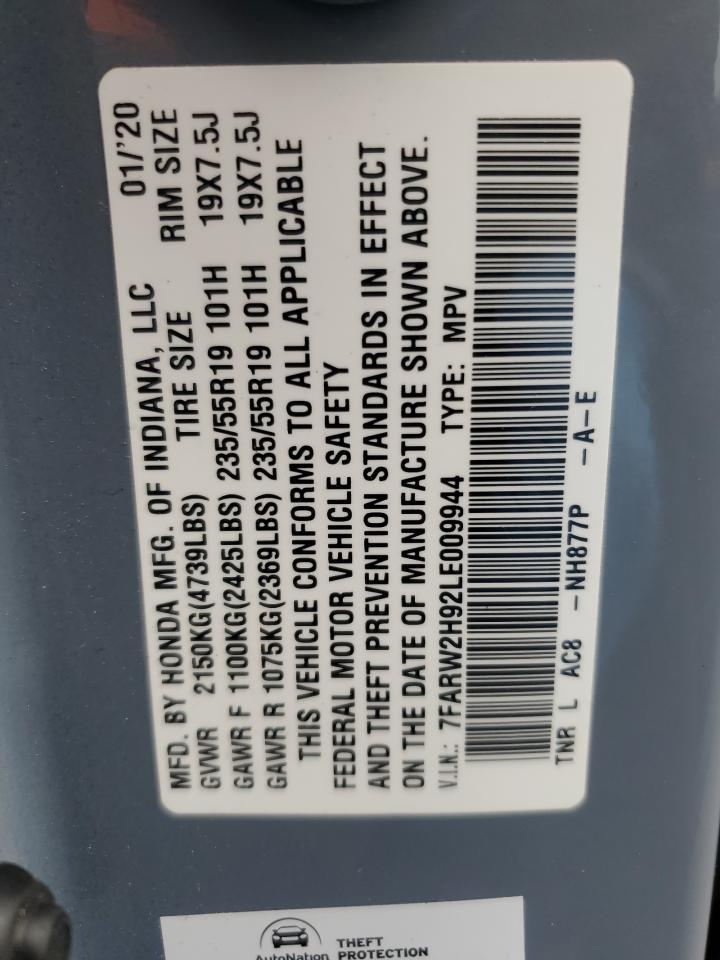 MFD. BY HONDA MFG. OF INDIANA, LLC 01/'20
GVWR 2150KG(4739LBS) TIRE SIZE RIM SIZE
GAWR F 1100KG(2425LBS) 235/55R19 101H 19X7.5J
GAWR R 1075KG(2369LBS) 235/55R19 101H 19X7.5J
THIS VEHICLE CONFORMS TO ALL APPLICABLE
FEDERAL MOTOR VEHICLE SAFETY
AND THEFT PREVENTION STANDARDS IN EFFECT
ON THE DATE OF MANUFACTURE SHOWN ABOVE.
V.I.N.: 7FARW2H92LE009944 TYPE: MPV
TNR L AC8 -NH877P -A-E
AutoNation
THEFT
PROTECTION